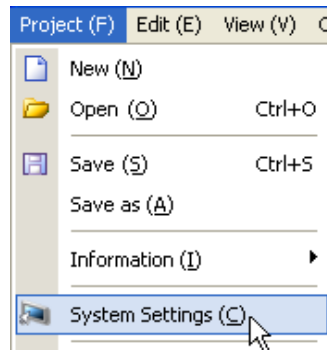 Project (F) Edit (E) View (V)
New (N)
Open (O) Ctrl+O
Save (S) Ctrl+S
Save as (A)
Information (I)
System Settings (C)